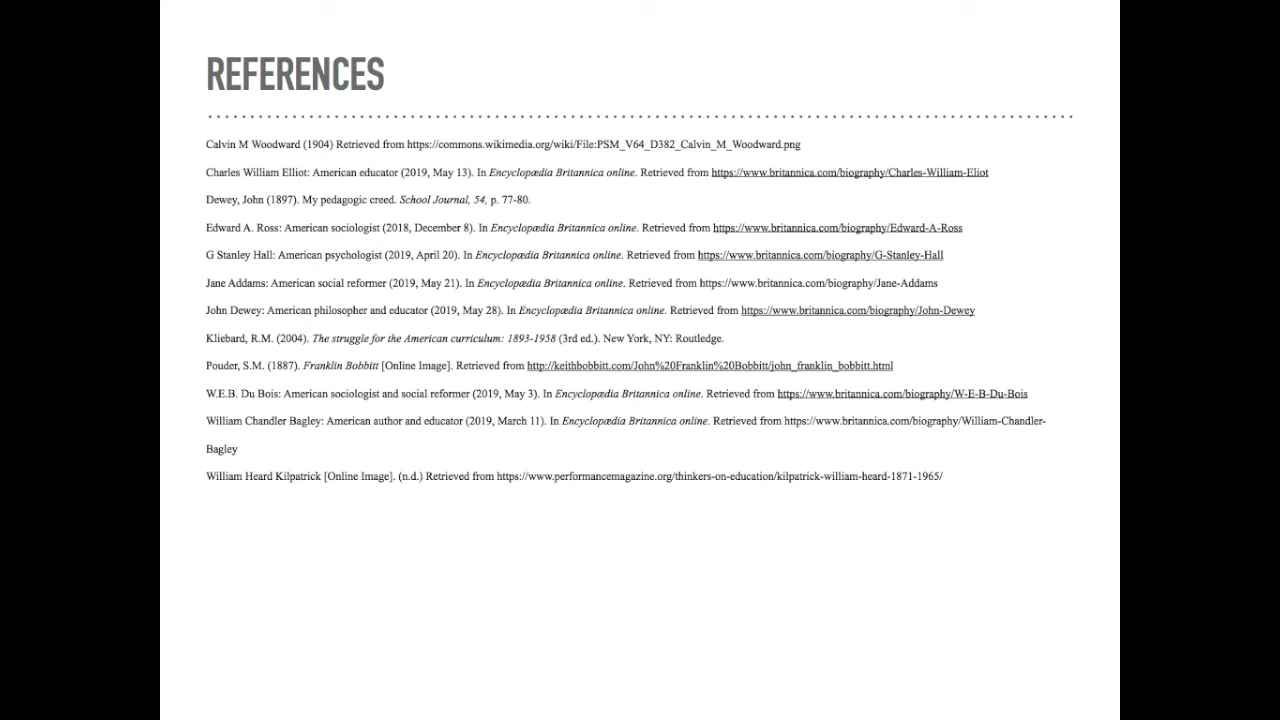 REFERENCES
Calvin M Woodward (1904) Retrieved from https://commons.wikimedia.org/wiki/File:PSM_V64_D382_Calvin_M_Woodward.png
Charles William Elliot: American educator (2019, May 13). In Encyclopædia Britannica online. Retrieved from https://www.britannica.com/biography/Charles-William-Eliot
Dewey, John (1897). My pedagogic creed. School Journal, 54, p. 77-80.
Edward A. Ross: American sociologist (2018, December 8). In Encyclopædia Britannica online. Retrieved from https://www.britannica.com/biography/Edward-A-Ross
G Stanley Hall: American psychologist (2019, April 20). In Encyclopædia Britannica online. Retrieved from https://www.britannica.com/biography/G-Stanley-Hall
Jane Addams: American social reformer (2019, May 21). In Encyclopædia Britannica online. Retrieved from https://www.britannica.com/biography/Jane-Addams
John Dewey: American philosopher and educator (2019, May 28). In Encyclopædia Britannica online. Retrieved from https://www.britannica.com/biography/John-Dewey
Kliebard, R.M. (2004). The struggle for the American curriculum: 1893-1958 (3rd ed.). New York, NY: Routledge.
Pouder, S.M. (1887). Franklin Bobbitt [Online Image]. Retrieved from http://keithbobbitt.com/John%20Franklin%20Bobbitt/john_franklin_bobbitt.html
W.E.B. Du Bois: American sociologist and social reformer (2019, May 3). In Encyclopædia Britannica online. Retrieved from https://www.britannica.com/biography/W-E-B-Du-Bois
William Chandler Bagley: American author and educator (2019, March 11). In Encyclopædia Britannica online. Retrieved from https://www.britannica.com/biography/William-Chandler-
Bagley
William Heard Kilpatrick [Online Image]. (n.d.) Retrieved from https://www.performancemagazine.org/thinkers-on-education/kilpatrick-william-heard-1871-1965/